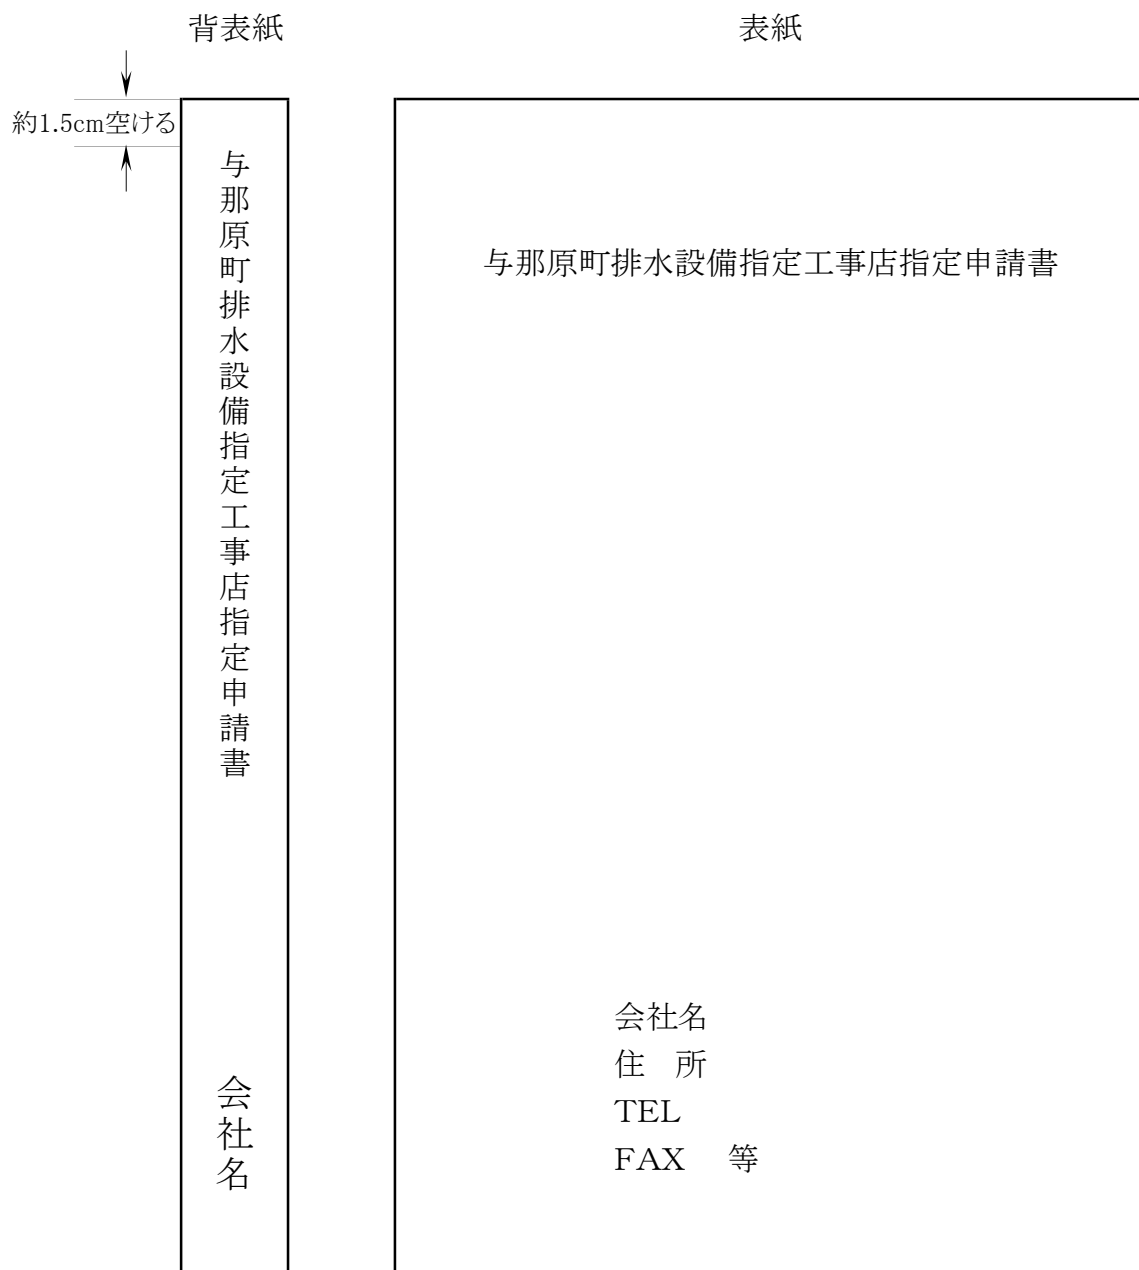 背表紙
表紙
約1.5cm空ける
与那原町排水設備指定工事店指定申請書
会社名
与那原町排水設備指定工事店指定申請書
会社名
住　所
TEL
FAX　等